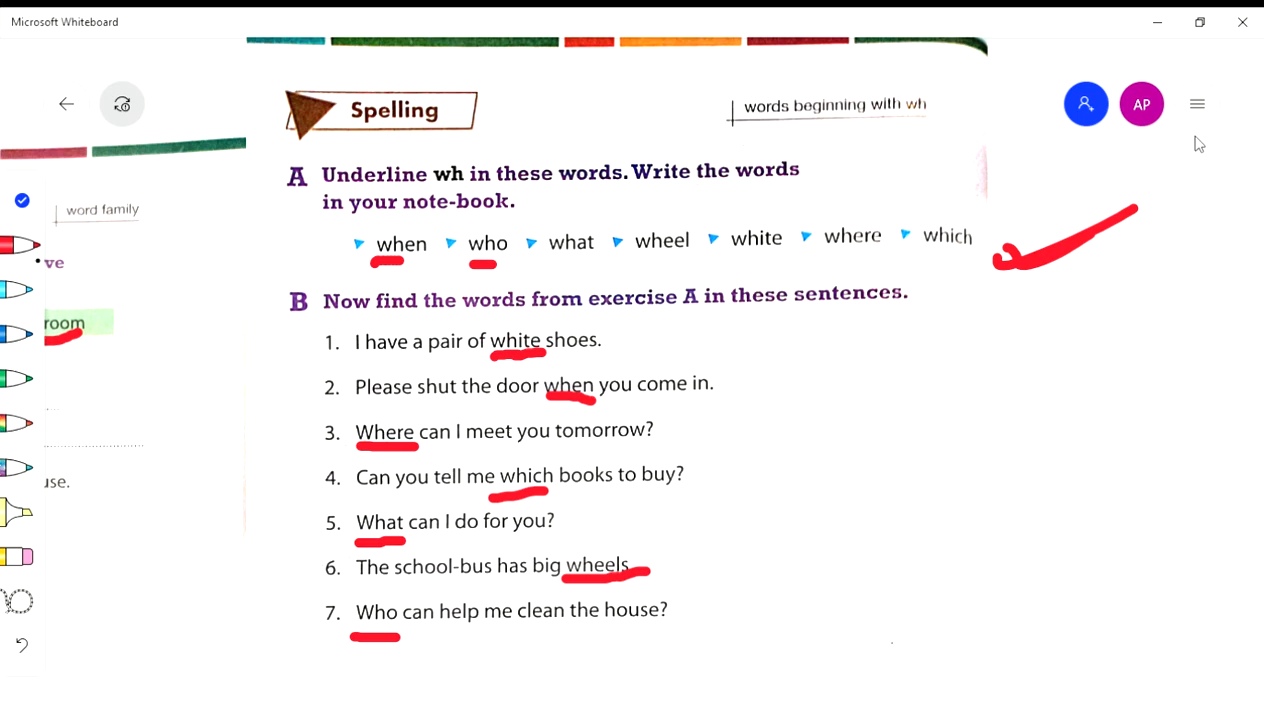 Microsoft Whiteboard
AP
Spelling
words beginning with wh
A Underline wh in these words. Write the words
in your note-book.
when who what wheel white where which
B Now find the words from exercise A in these sentences.
1. I have a pair of white shoes.
2. Please shut the door when you come in.
3. Where can I meet you tomorrow?
4. Can you tell me which books to buy?
5. What can I do for you?
6. The school-bus has big wheels
7. Who can help me clean the house?
word family
ve
room
use.